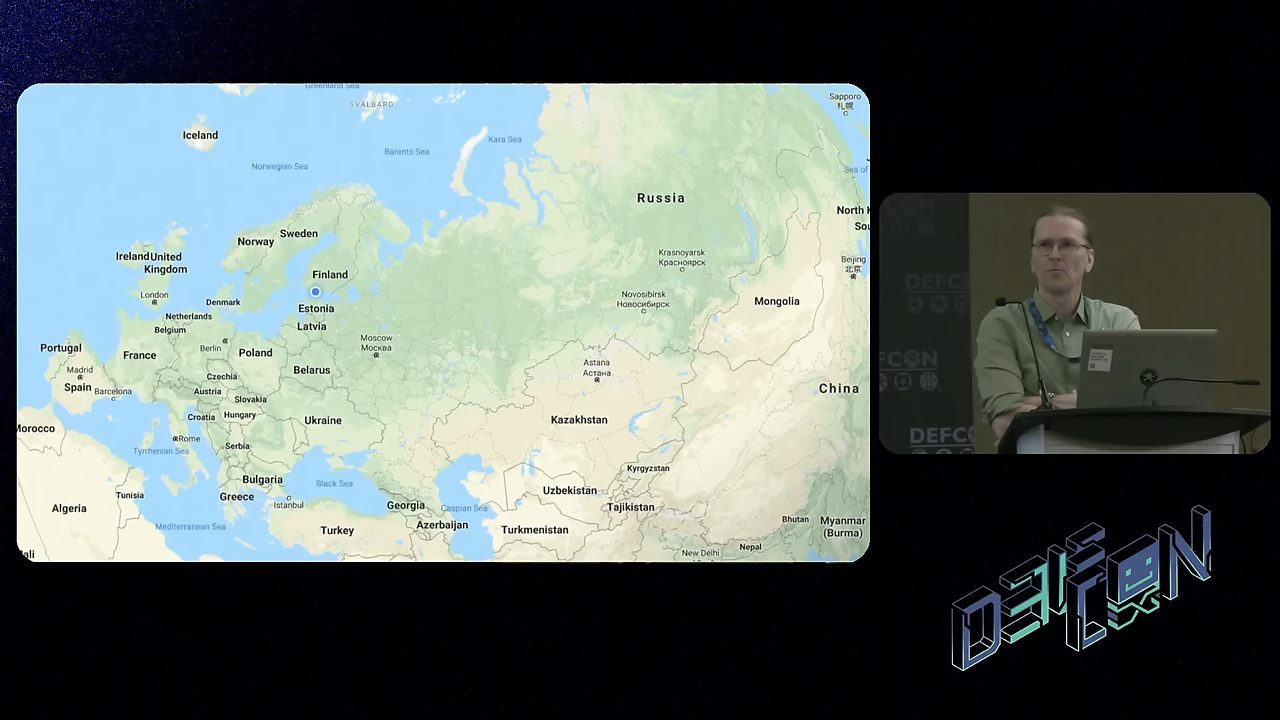 Greenland Sea
SVALBARD
Sapporo
札幌
Iceland
Kara Sea
Barents Sea
Norwegian Sea
Sea of
Russia
North K
Sweden
Norway
Sou
Ireland
United
Kingdom
Krasnoyarsk
Красноярск
Beijing
北京
Finland
London
Novosibirsk
Новосибирск
Mongolia
Denmark
Estonia
Netherlands
Latvia
Belgium
Moscow
Москва
Portugal
Berlin
France
Poland
Madrid
Belarus
Astana
Астана
Czechia
Spain
Barcelona
Austria
Slovakia
China
Croatia
Hungary
Ukraine
Kazakhstan
Morocco
Rome
Serbia
Tyrrhenian Sea
Kyrgyzstan
Bulgaria
Black Sea
Uzbekistan
Tunisia
Greece
Istanbul
Georgia
Caspian Sea
Tajikistan
Algeria
Mediterranean Sea
Turkey
Azerbaijan
Turkmenistan
Bhutan
Myanmar
(Burma)
New Delhi
Nepal
ali
DEFCON
DEFC
DEFCON